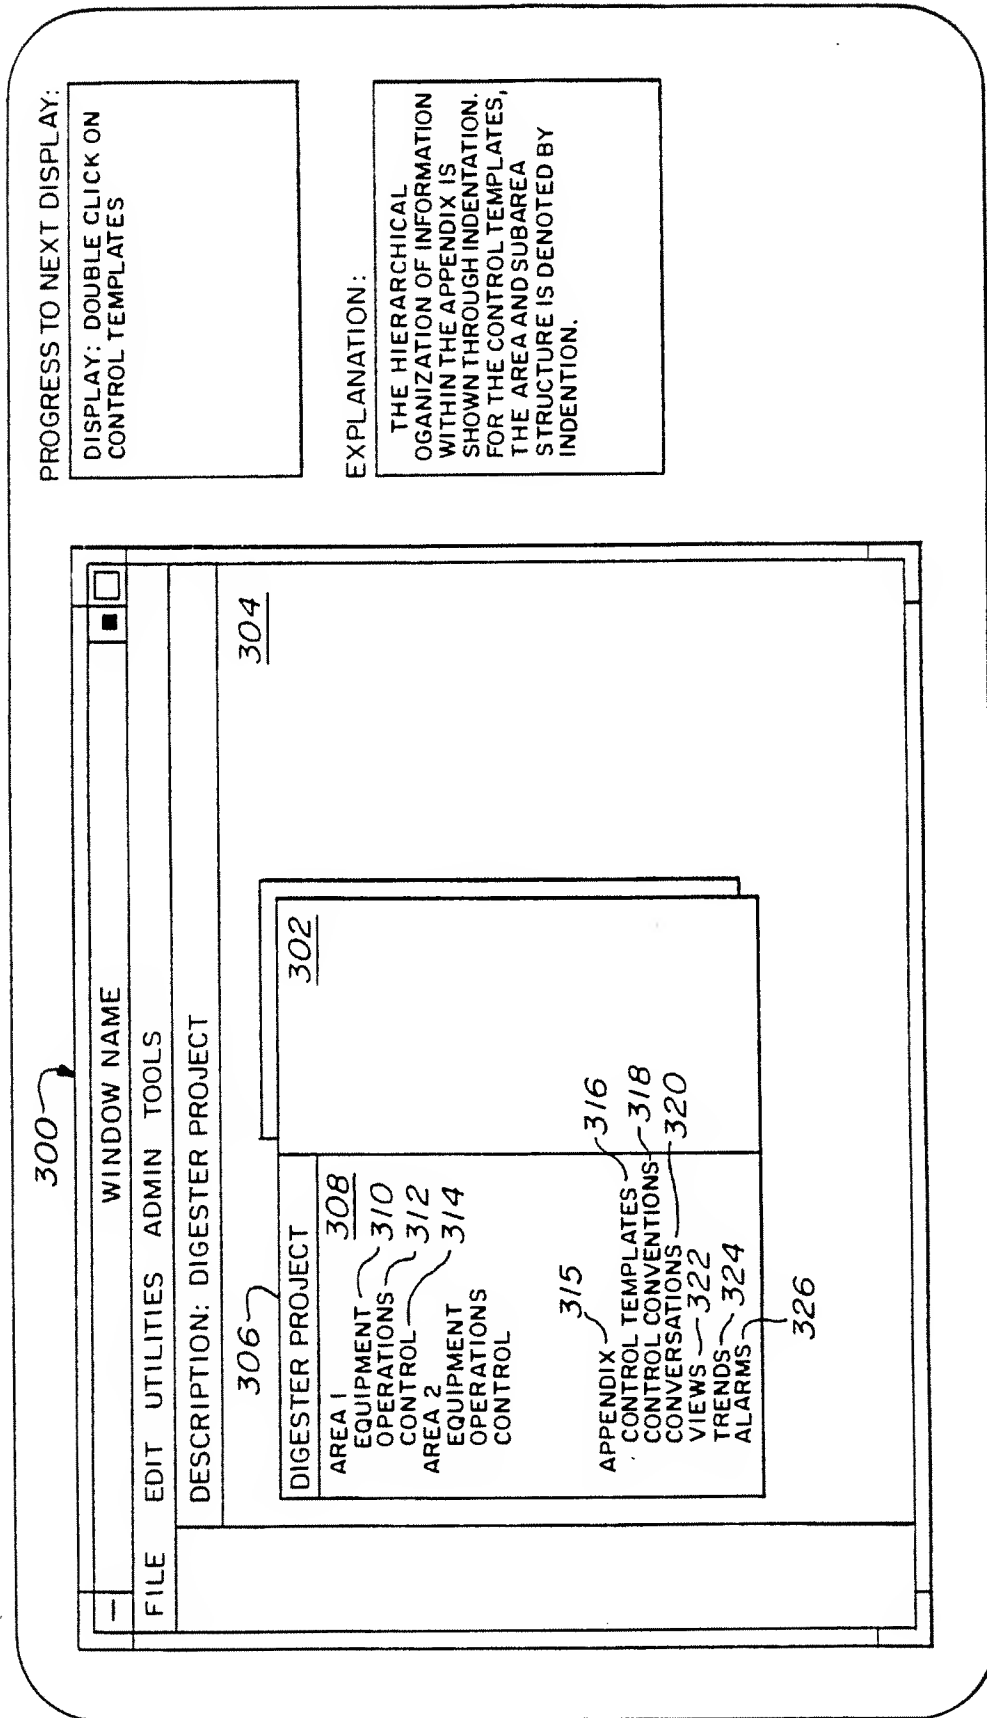 300
WINDOW NAME
FILE EDIT UTILITIES ADMIN TOOLS
DESCRIPTION: DIGESTER PROJECT
304
306
302
DIGESTER PROJECT
308
AREA 1
EQUIPMENT 310
OPERATIONS 312
CONTROL 314
AREA 2
EQUIPMENT
OPERATIONS
CONTROL
315
APPENDIX
CONTROL TEMPLATES 316
CONTROL CONVENTIONS 318
CONVERSATIONS 320
VIEWS 322
TRENDS 324
ALARMS 326
PROGRESS TO NEXT DISPLAY:
DISPLAY: DOUBLE CLICK ON
CONTROL TEMPLATES
EXPLANATION:
THE HIERARCHICAL
OGANIZATION OF INFORMATION
WITHIN THE APPENDIX IS
SHOWN THROUGH INDENTATION.
FOR THE CONTROL TEMPLATES,
THE AREA AND SUBAREA
STRUCTURE IS DENOTED BY
INDENTION.